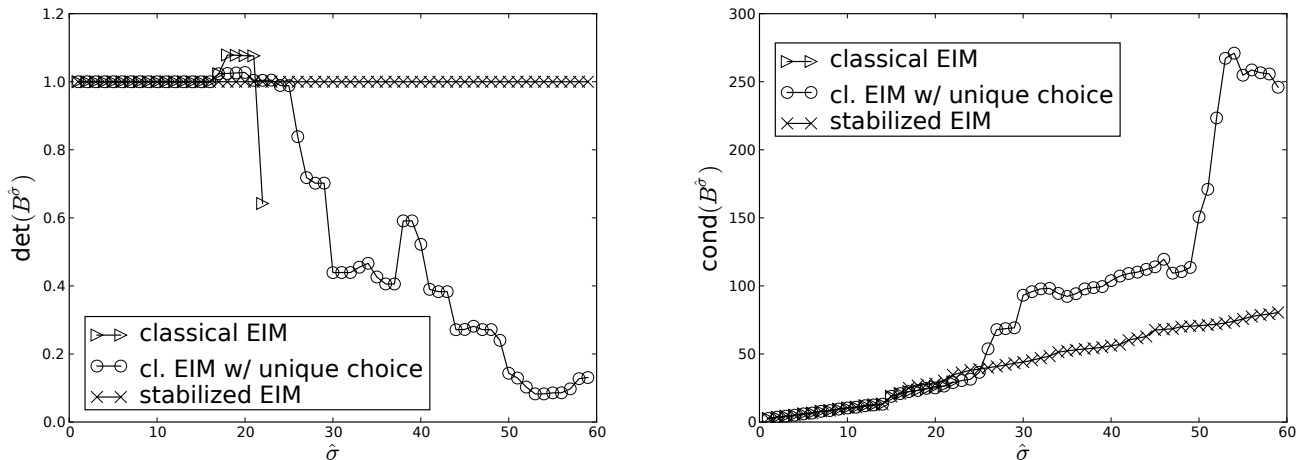 1.2
1.0
0.8
0.6
0.4
0.2
0.0
det(B^σ̂)
classical EIM
cl. EIM w/ unique choice
stabilized EIM
0 10 20 30 40 50 60
σ̂
300
250
200
150
100
50
0
cond(B^σ̂)
classical EIM
cl. EIM w/ unique choice
stabilized EIM
0 10 20 30 40 50 60
σ̂